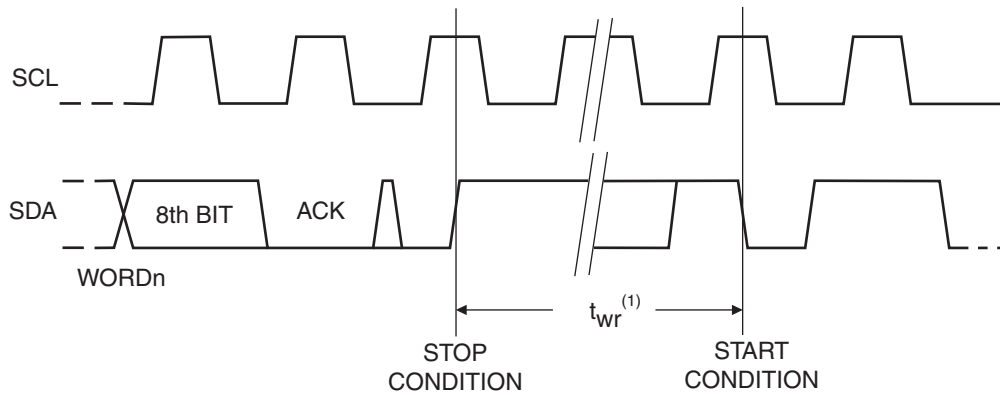 SCL
SDA
8th BIT
ACK
WORDn
twr(1)
STOP
CONDITION
START
CONDITION